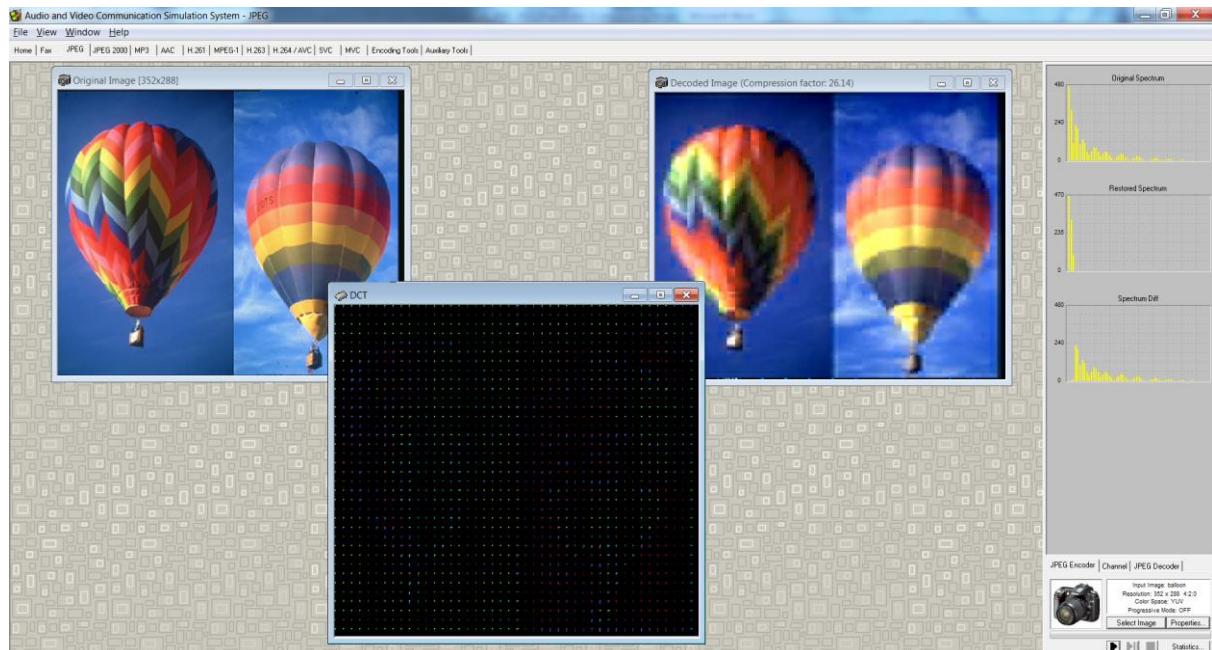 Audio and Video Communication Simulation System - JPEG
File View Window Help
Home Fax JPEG JPEG 2000 MP3 AAC H.261 MPEG-1 H.263 H.264 / AVC SVC MVC Encoding Tools Auxiliary Tools
Original Image [352x288]
Decoded Image (Compression factor: 26.14)
DCT
Original Spectrum
480
240
0
Restored Spectrum
470
235
0
Spectrum Diff
480
240
0
JPEG Encoder Channel JPEG Decoder
Input Image: balloon
Resolution: 352 x 288 4:2:0
Color Space: YUV
Progressive Mode: OFF
Select Image Properties...
Statistics...